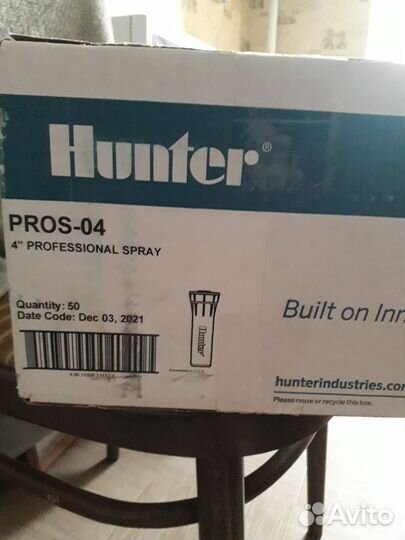 Hunter®
PROS-04
4" PROFESSIONAL SPRAY
Quantity: 50
Date Code: Dec 03, 2021
Hunter
Built on Inn
hunterindustries.com
Please reuse or recycle this box.
Avito